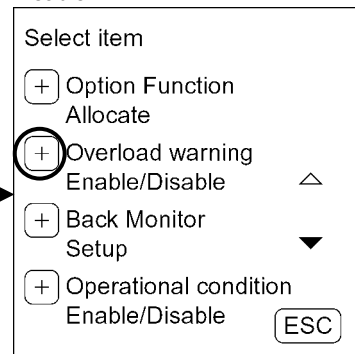 Select item
+ Option Function
Allocate
+ Overload warning
Enable/Disable
+ Back Monitor
Setup
+ Operational condition
Enable/Disable
ESC